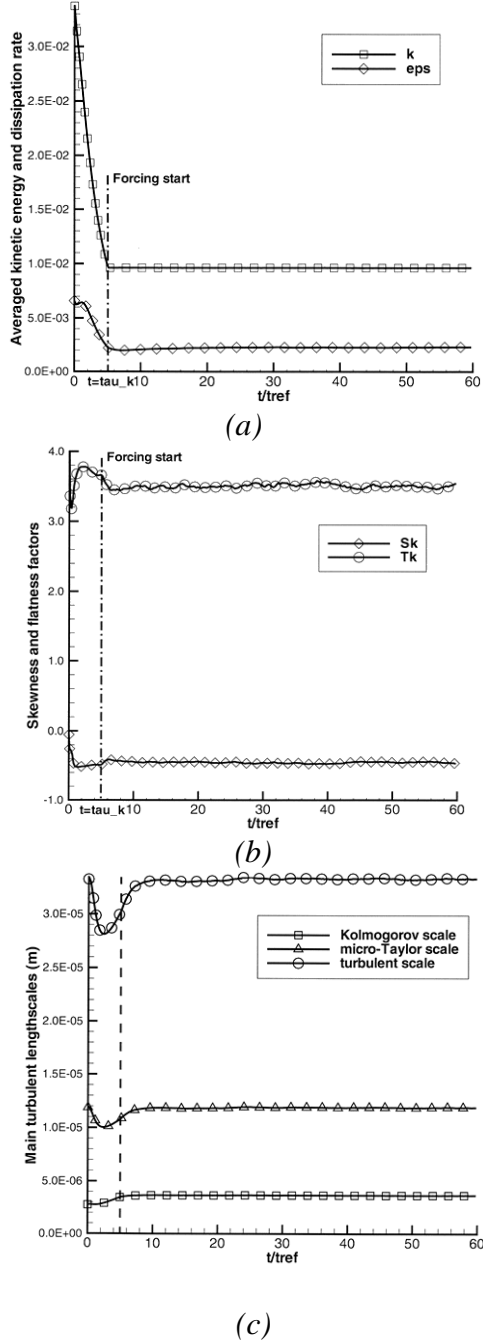 3.0E-02
2.5E-02
2.0E-02
1.5E-02
1.0E-02
5.0E-03
0.0E+00
Averaged kinetic energy and dissipation rate
k
eps
Forcing start
0 t=tau_k10 20 30 40 50 60
t/tref
(a)
4.0
3.0
2.0
1.0
0.0
-1.0
Skewness and flatness factors
Forcing start
Sk
Tk
0 t=tau_k10 20 30 40 50 60
t/tref
(b)
3.0E-05
2.5E-05
2.0E-05
1.5E-05
1.0E-05
5.0E-06
0.0E+00
Main turbulent lengthscales (m)
Kolmogorov scale
micro-Taylor scale
turbulent scale
0 10 20 30 40 50 60
t/tref
(c)